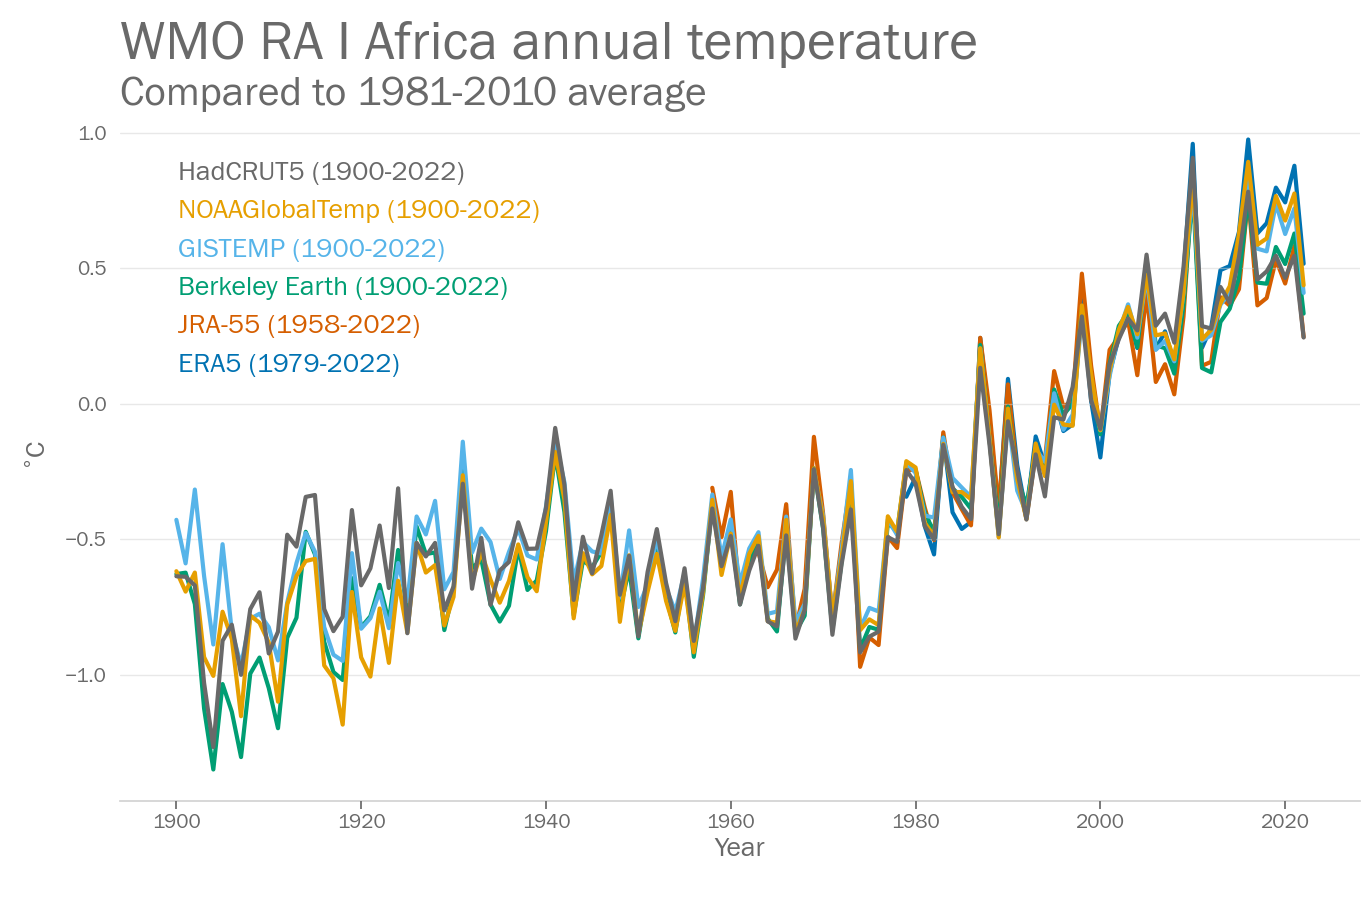 WMO RA I Africa annual temperature
Compared to 1981-2010 average
1.0
HadCRUT5 (1900-2022)
NOAAGlobalTemp (1900-2022)
GISTEMP (1900-2022)
0.5
Berkeley Earth (1900-2022)
JRA-55 (1958-2022)
ERA5 (1979-2022)
0.0
°C
−0.5
−1.0
1900 1920 1940 1960 1980 2000 2020
Year